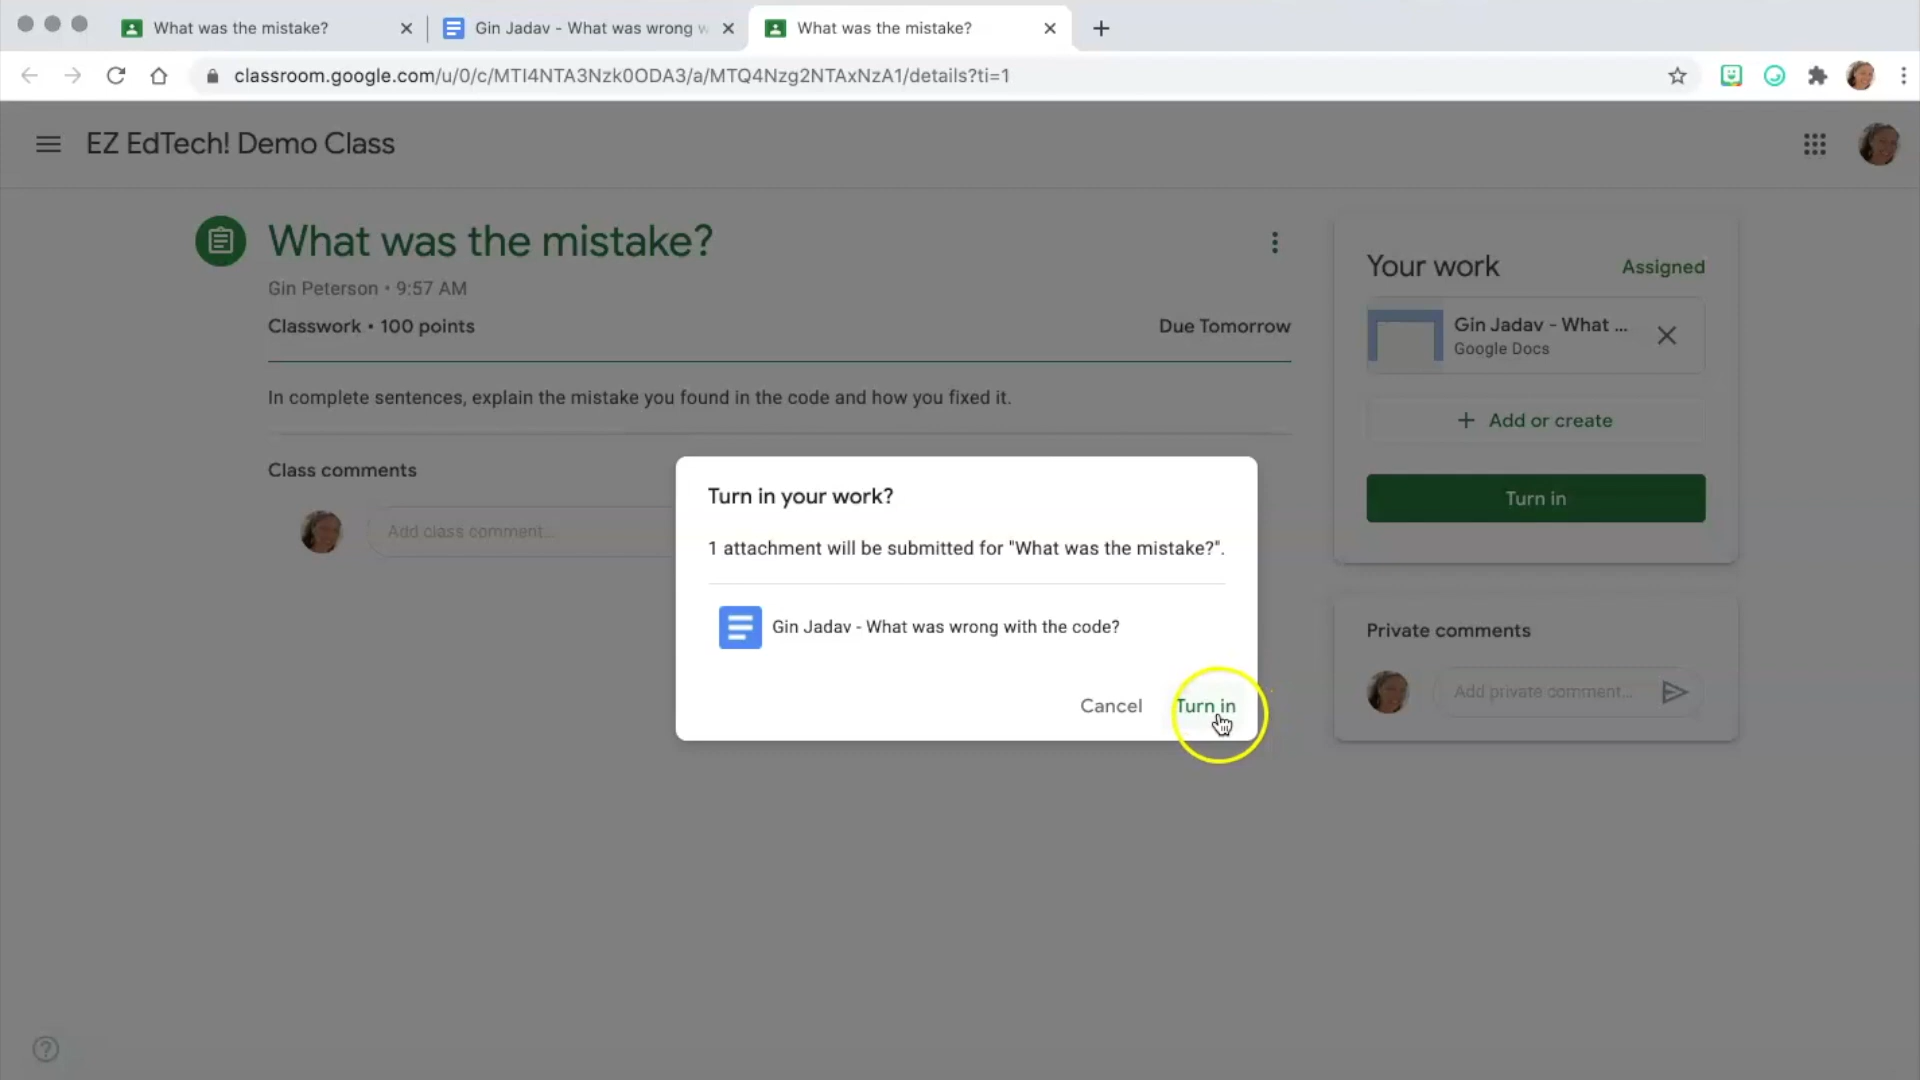 What was the mistake?
Gin Jadav - What was wrong w
What was the mistake?
classroom.google.com/u/0/c/MTI4NTA3Nzk0ODA3/a/MTQ4Nzg2NTAxNzA1/details?ti=1
EZ EdTech! Demo Class
What was the mistake?
Gin Peterson • 9:57 AM
Classwork • 100 points
Due Tomorrow
In complete sentences, explain the mistake you found in the code and how you fixed it.
Class comments
Add class comment...
Your work
Assigned
Gin Jadav - What ...
Google Docs
+ Add or create
Turn in
Private comments
Add private comment...
Turn in your work?
1 attachment will be submitted for "What was the mistake?".
Gin Jadav - What was wrong with the code?
Cancel
Turn in